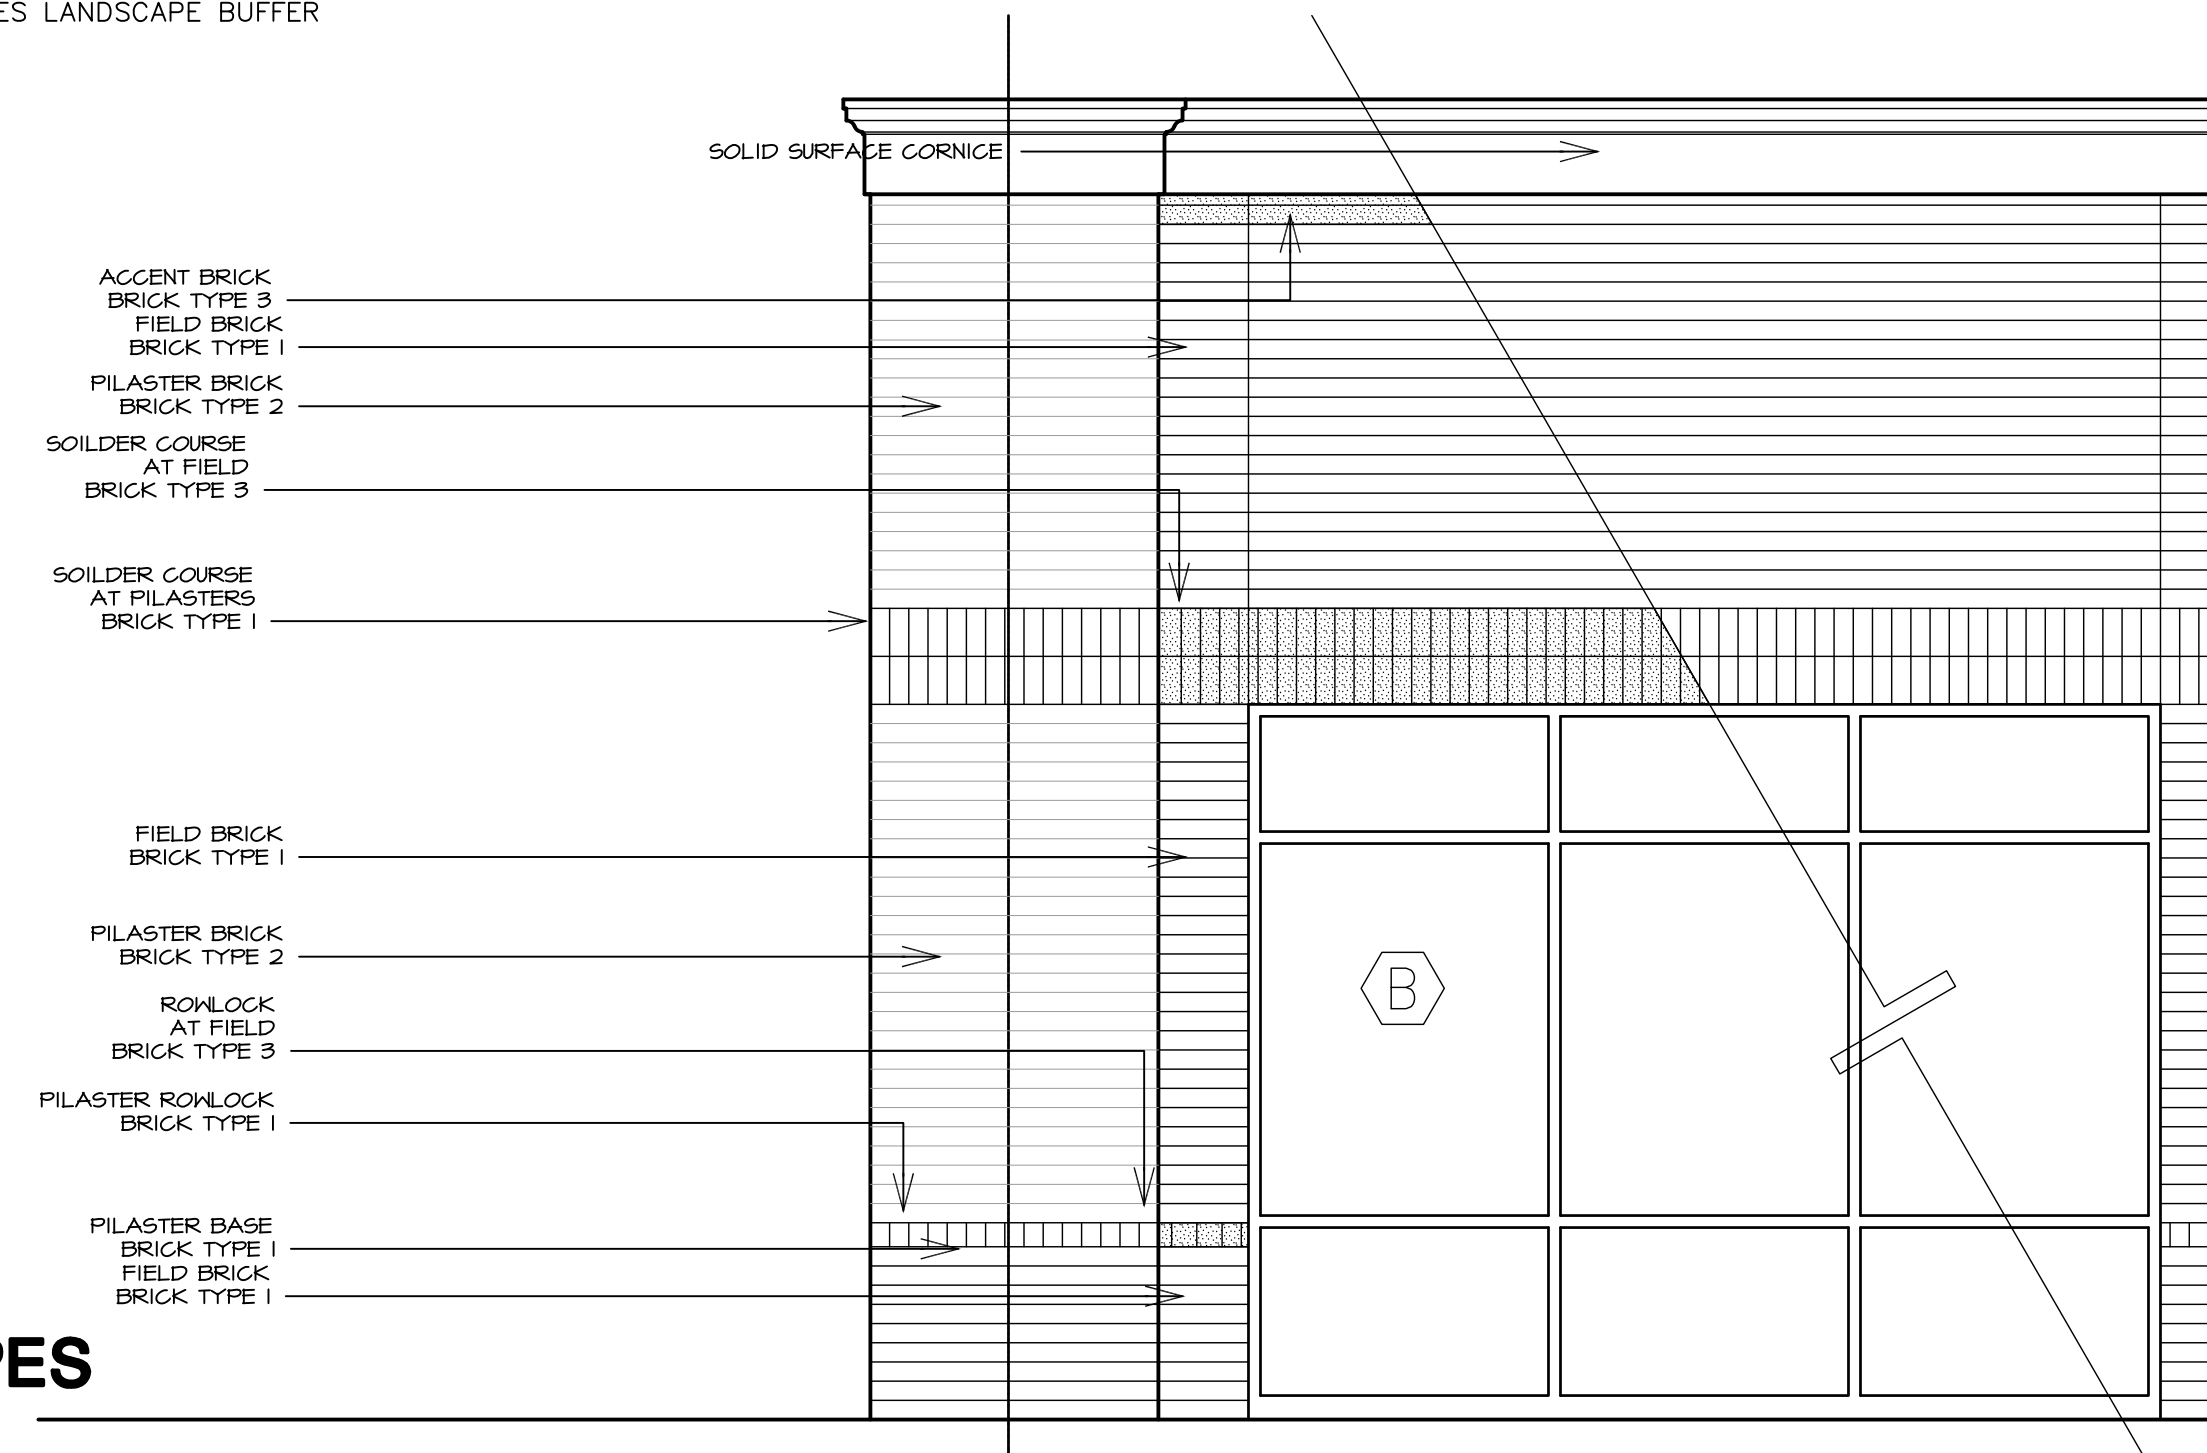 ES LANDSCAPE BUFFER
SOLID SURFACE CORNICE
ACCENT BRICK
BRICK TYPE 3
FIELD BRICK
BRICK TYPE 1
PILASTER BRICK
BRICK TYPE 2
SOILDER COURSE
AT FIELD
BRICK TYPE 3
SOILDER COURSE
AT PILASTERS
BRICK TYPE 1
FIELD BRICK
BRICK TYPE 1
PILASTER BRICK
BRICK TYPE 2
B
ROWLOCK
AT FIELD
BRICK TYPE 3
PILASTER ROWLOCK
BRICK TYPE 1
PILASTER BASE
BRICK TYPE 1
FIELD BRICK
BRICK TYPE 1
PES